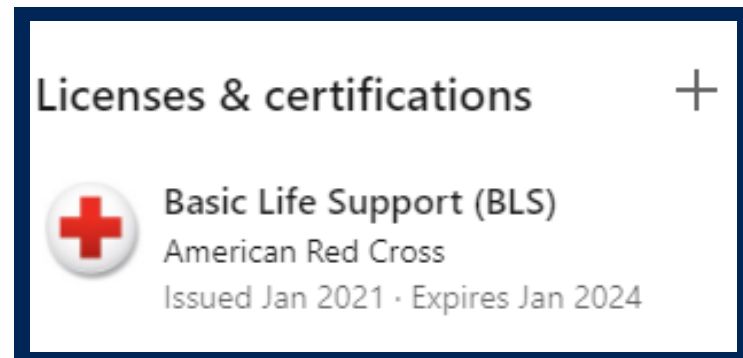 Licenses & certifications
Basic Life Support (BLS)
American Red Cross
Issued Jan 2021 · Expires Jan 2024